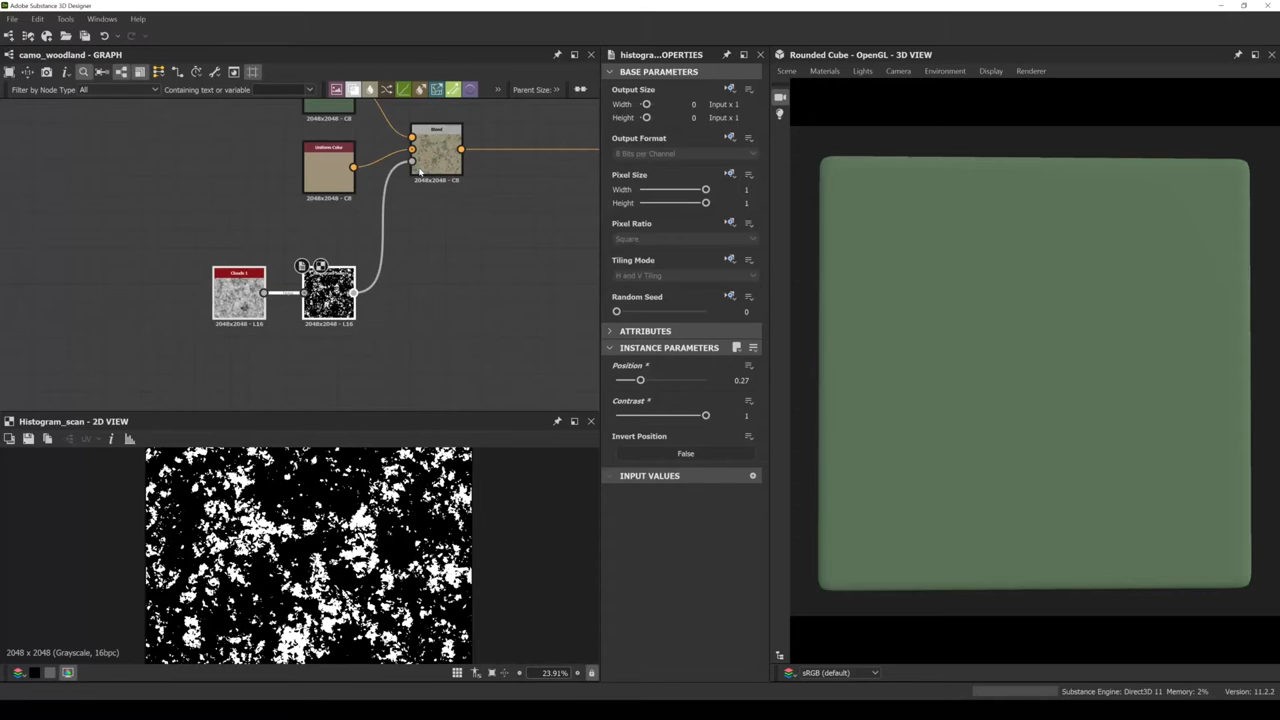 Adobe Substance 3D Designer
File Edit Tools Windows Help
camo_woodland - GRAPH
Filter by Node Type All Containing text or variable Parent Size: »
2048x2048 - C8
Uniform Color
2048x2048 - C8
Blend
2048x2048 - C8
Clouds 1
2048x2048 - L16
2048x2048 - L16
Histogram_scan - 2D VIEW
UV
2048 x 2048 (Grayscale, 16bpc)
23.91%
histogra...OPERTIES
BASE PARAMETERS
Output Size
Width 0 Input x 1
Height 0 Input x 1
Output Format
8 Bits per Channel
Pixel Size
Width 1
Height 1
Pixel Ratio
Square
Tiling Mode
H and V Tiling
Random Seed
0
ATTRIBUTES
INSTANCE PARAMETERS
Position *
0.27
Contrast *
1
Invert Position
False
INPUT VALUES
Rounded Cube - OpenGL - 3D VIEW
Scene Materials Lights Camera Environment Display Renderer
sRGB (default)
Substance Engine: Direct3D 11 Memory: 2% Version: 11.2.2